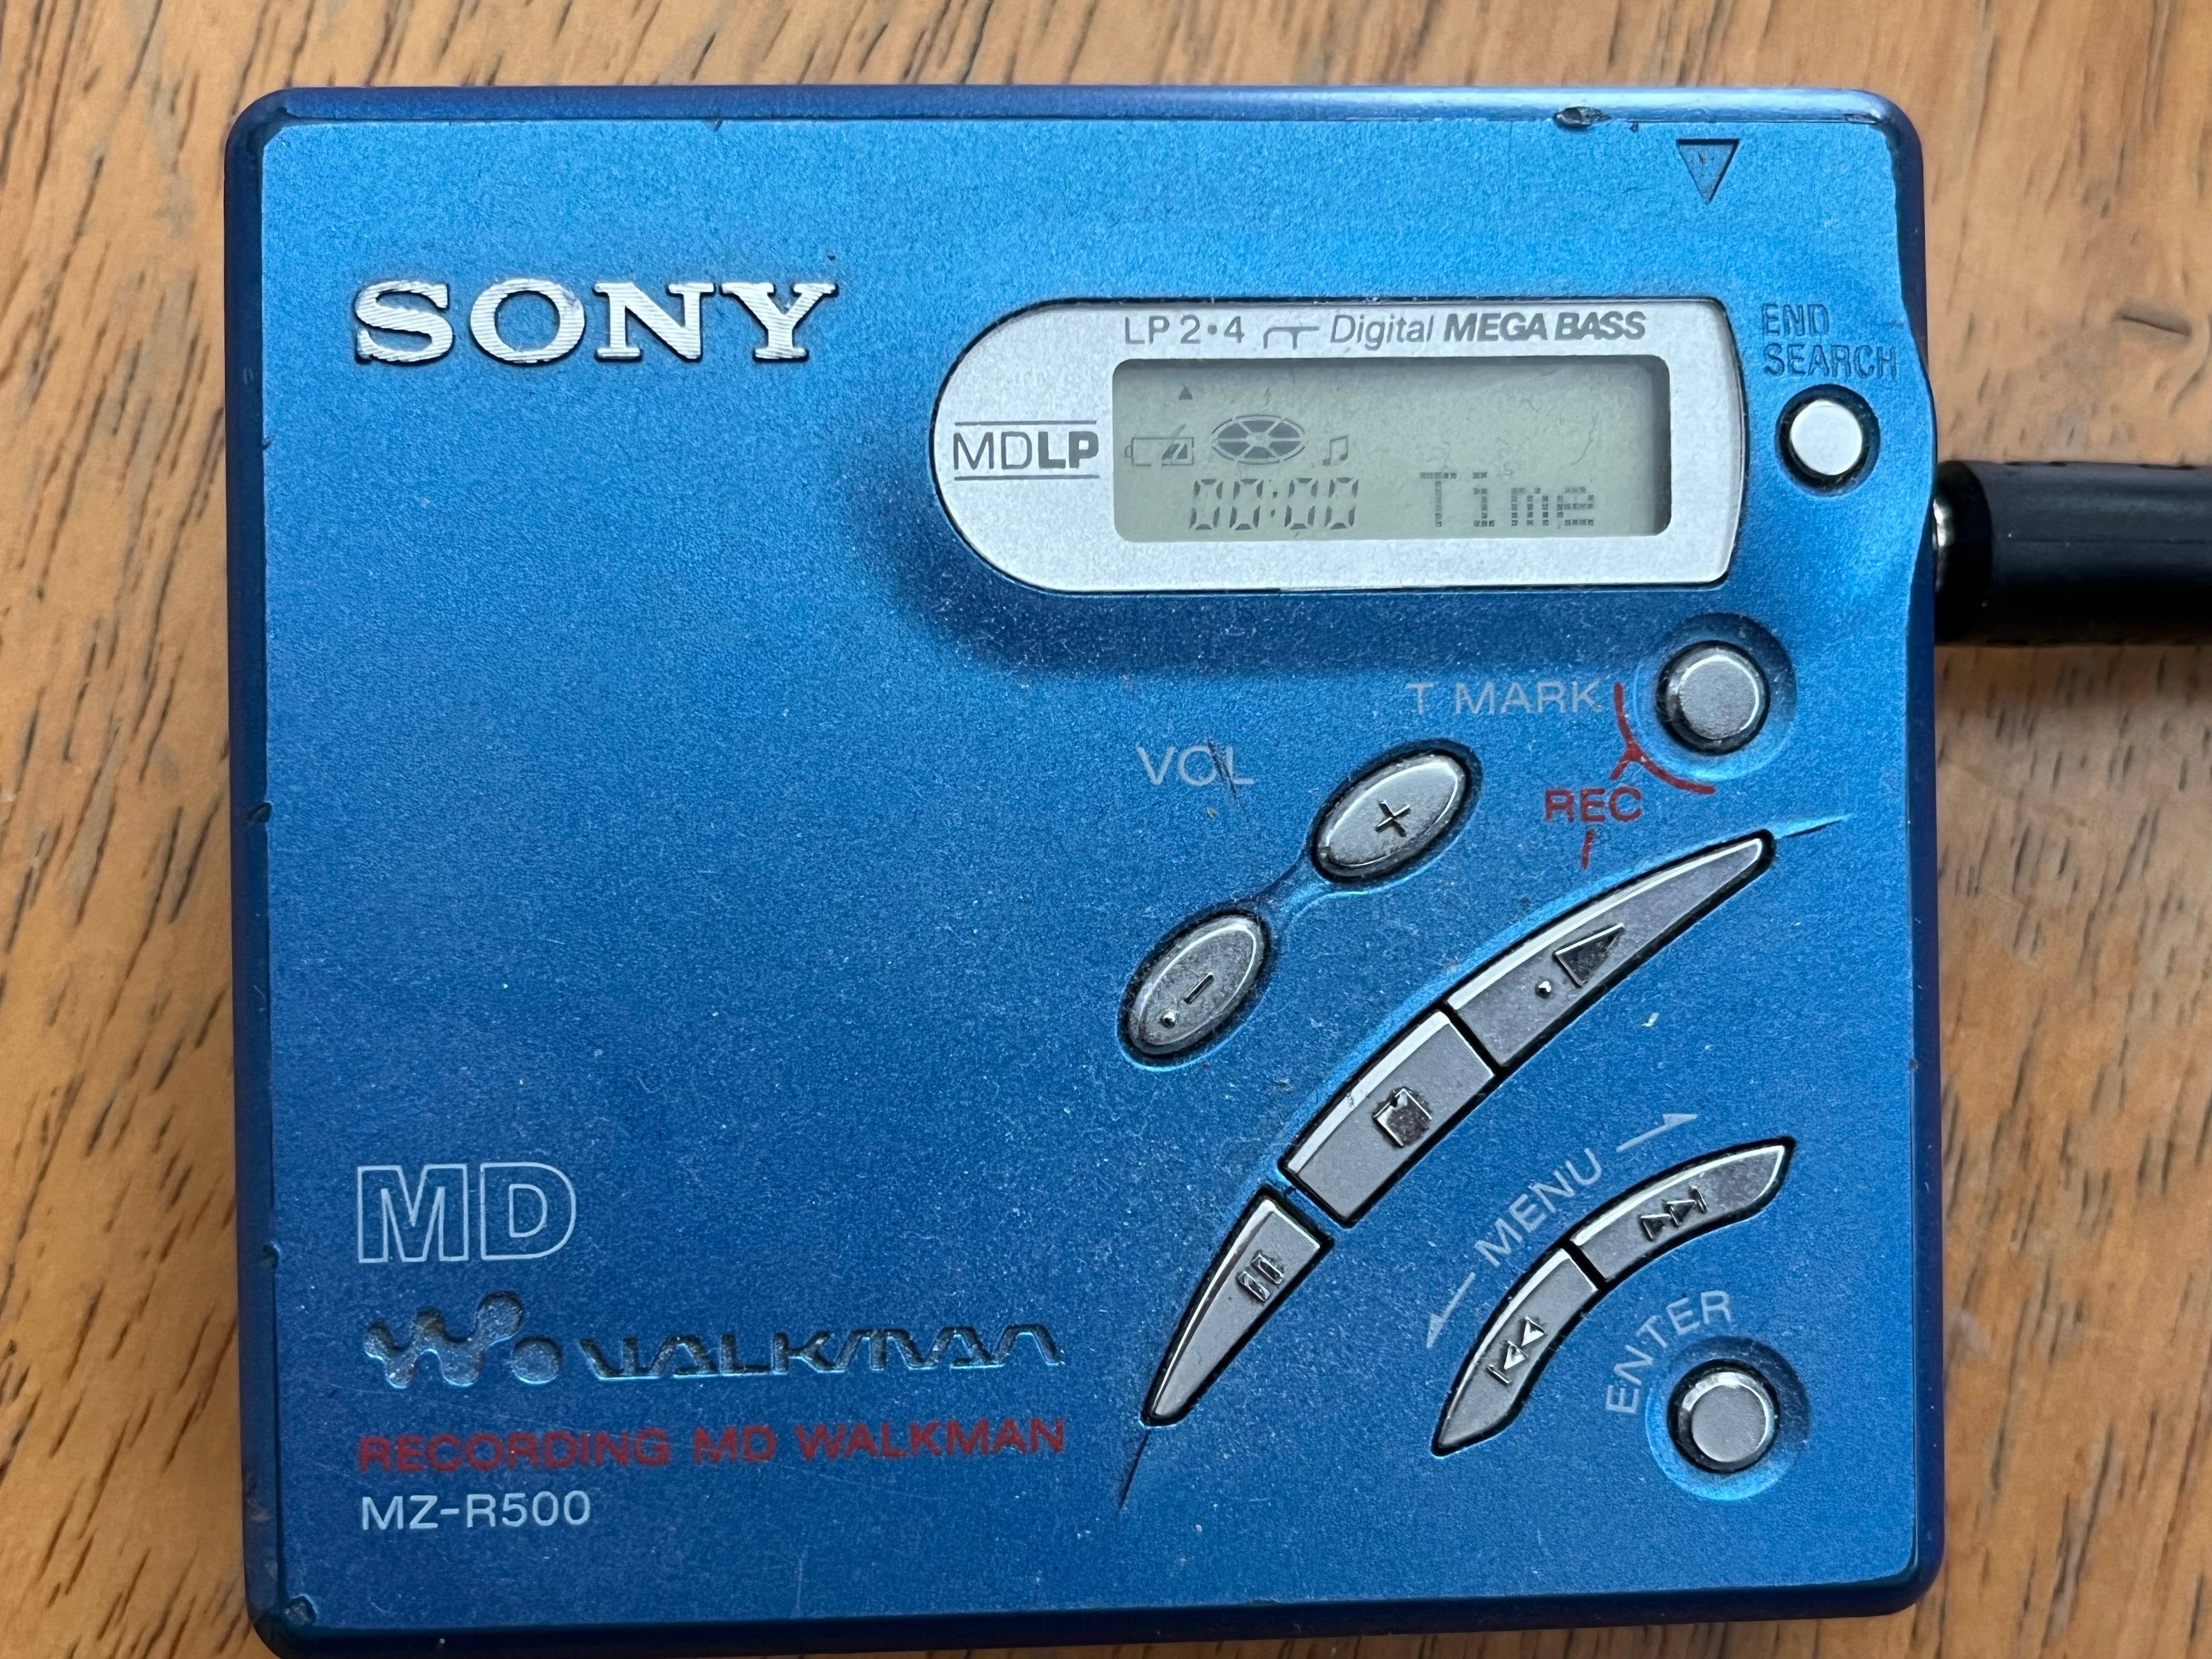 SONY
LP 2•4 Digital MEGA BASS
MDLP
00:00 Time
END
SEARCH
T MARK
VOL
REC
+
-
MENU
ENTER
MD
WALKMAN
RECORDING MD WALKMAN
MZ-R500